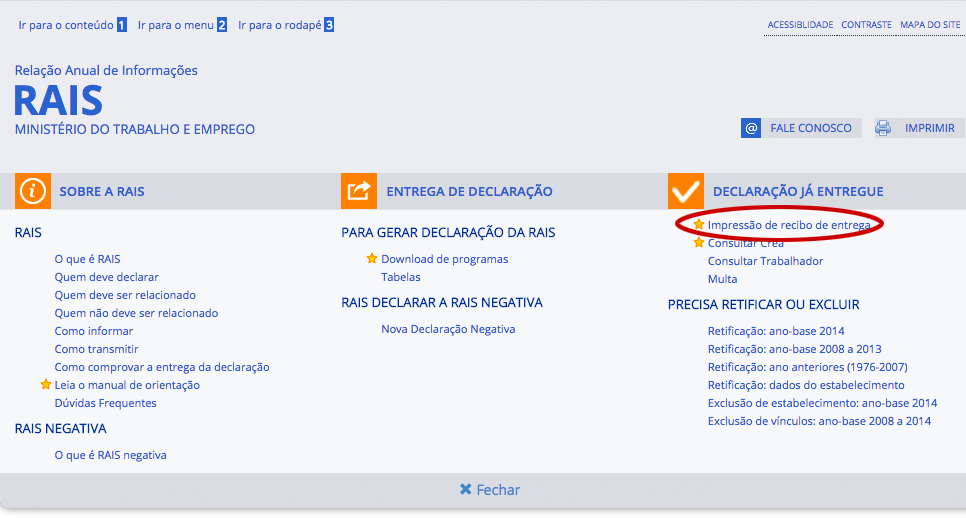 Ir para o conteúdo 1 Ir para o menu 2 Ir para o rodapé 3
ACESSIBLIDADE CONTRASTE MAPA DO SITE
Relação Anual de Informações
RAIS
MINISTÉRIO DO TRABALHO E EMPREGO
@ FALE CONOSCO IMPRIMIR
SOBRE A RAIS
RAIS
O que é RAIS
Quem deve declarar
Quem deve ser relacionado
Quem não deve ser relacionado
Como informar
Como transmitir
Como comprovar a entrega da declaração
Leia o manual de orientação
Dúvidas Frequentes
RAIS NEGATIVA
O que é RAIS negativa
ENTREGA DE DECLARAÇÃO
PARA GERAR DECLARAÇÃO DA RAIS
Download de programas
Tabelas
RAIS DECLARAR A RAIS NEGATIVA
Nova Declaração Negativa
DECLARAÇÃO JÁ ENTREGUE
Impressão de recibo de entrega
Consultar Crea
Consultar Trabalhador
Multa
PRECISA RETIFICAR OU EXCLUIR
Retificação: ano-base 2014
Retificação: ano-base 2008 a 2013
Retificação: ano anteriores (1976-2007)
Retificação: dados do estabelecimento
Exclusão de estabelecimento: ano-base 2014
Exclusão de vínculos: ano-base 2008 a 2014
Fechar